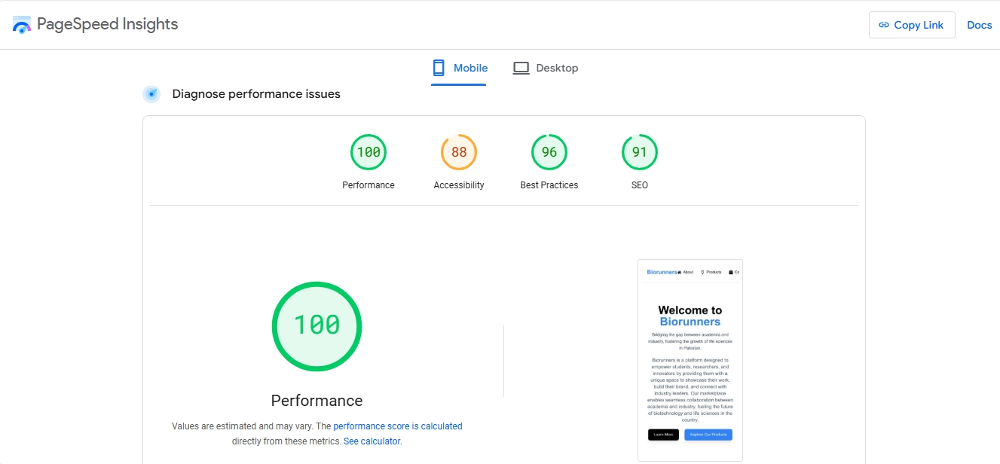 PageSpeed Insights
Copy Link
Docs
Mobile
Desktop
Diagnose performance issues
100
88
96
91
Performance
Accessibility
Best Practices
SEO
100
Performance
Values are estimated and may vary. The performance score is calculated
directly from these metrics. See calculator.
Biorunners About Products Co
Welcome to
Biorunners
Bridging the gap between academia and
industry, fostering the growth of life sciences
in Pakistan.
Biorunners is a platform designed to
empower students, researchers, and
innovators by providing them with a
unique space to showcase their work,
build their brand, and connect with
industry leaders. Our marketplace
enables seamless collaboration between
academia and industry, fueling the future
of biotechnology and life sciences in the
country.
Learn More
Explore Our Products